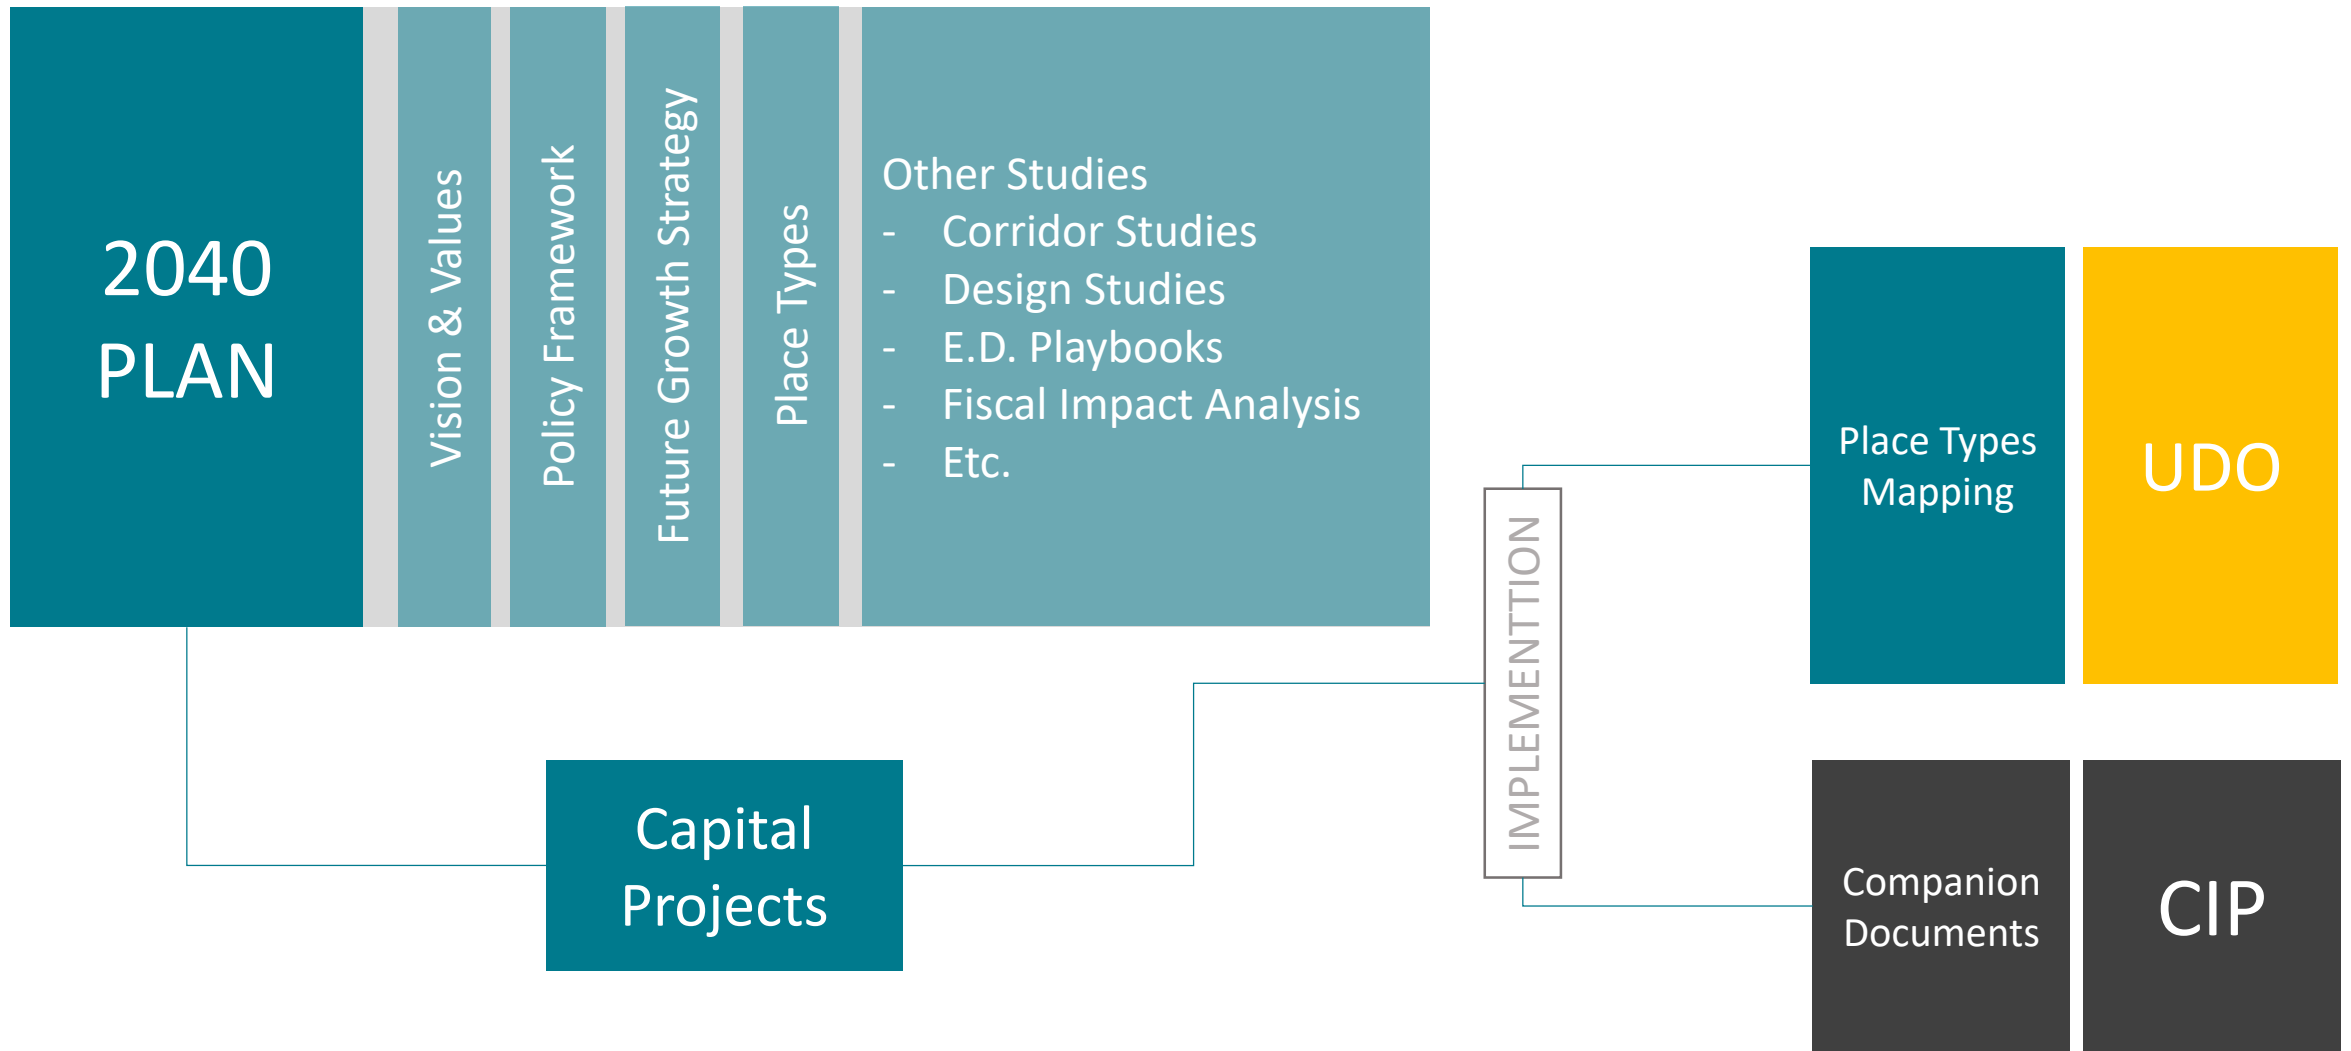 2040
PLAN
Vision & Values
Policy Framework
Future Growth Strategy
Place Types
Other Studies
- Corridor Studies
- Design Studies
- E.D. Playbooks
- Fiscal Impact Analysis
- Etc.
Capital
Projects
IMPLEMENTTION
Place Types
Mapping
UDO
Companion
Documents
CIP